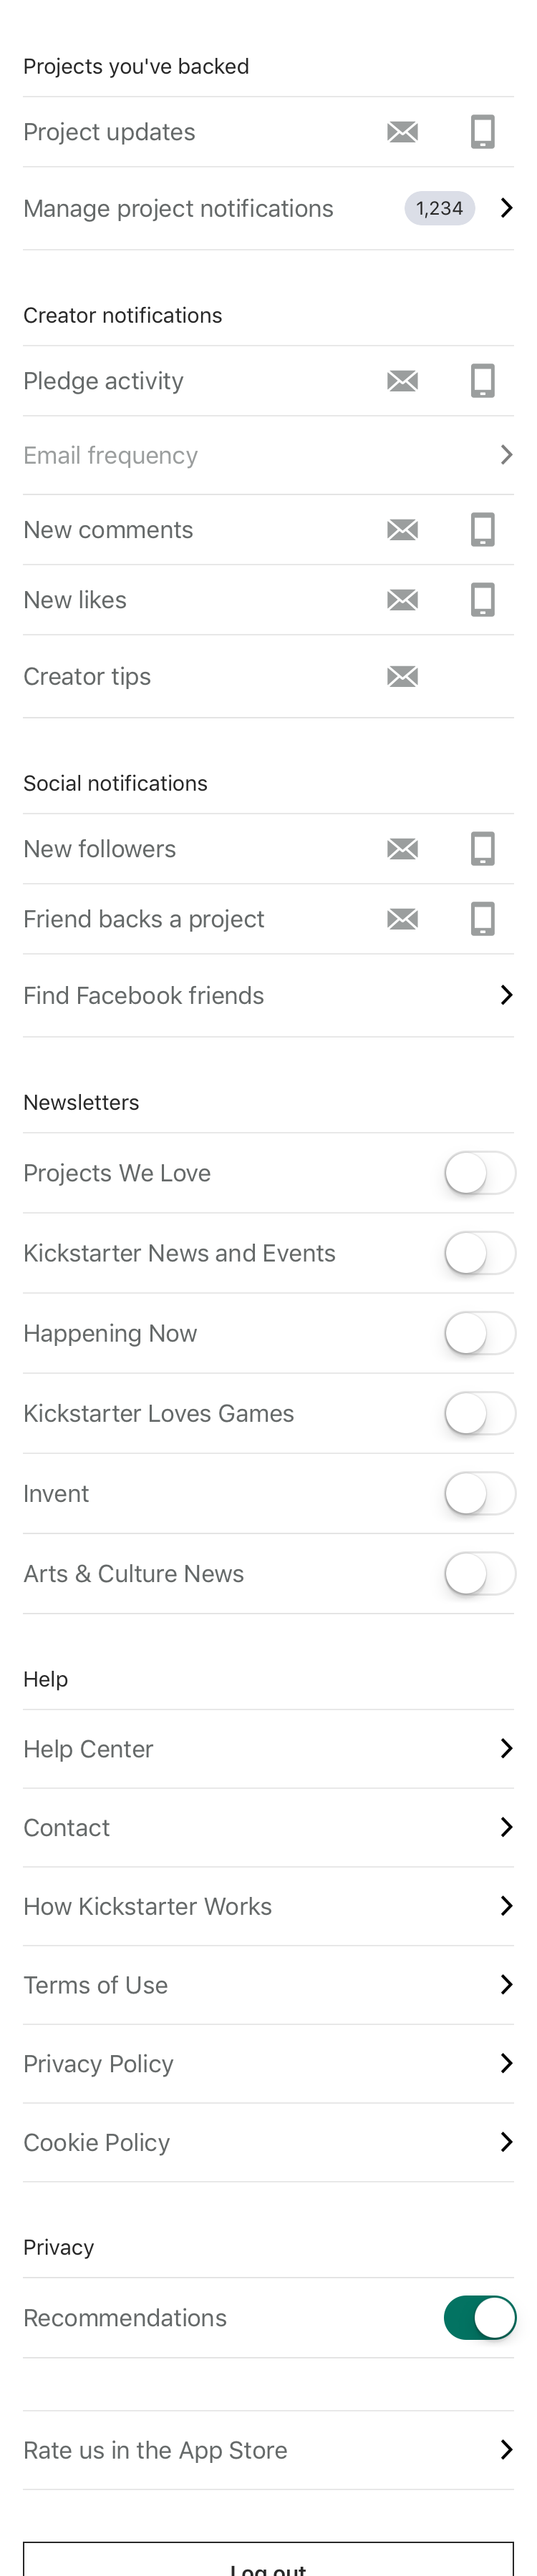 Projects you've backed
Project updates
Manage project notifications 1,234
Creator notifications
Pledge activity
Email frequency
New comments
New likes
Creator tips
Social notifications
New followers
Friend backs a project
Find Facebook friends
Newsletters
Projects We Love
Kickstarter News and Events
Happening Now
Kickstarter Loves Games
Invent
Arts & Culture News
Help
Help Center
Contact
How Kickstarter Works
Terms of Use
Privacy Policy
Cookie Policy
Privacy
Recommendations
Rate us in the App Store
Log out